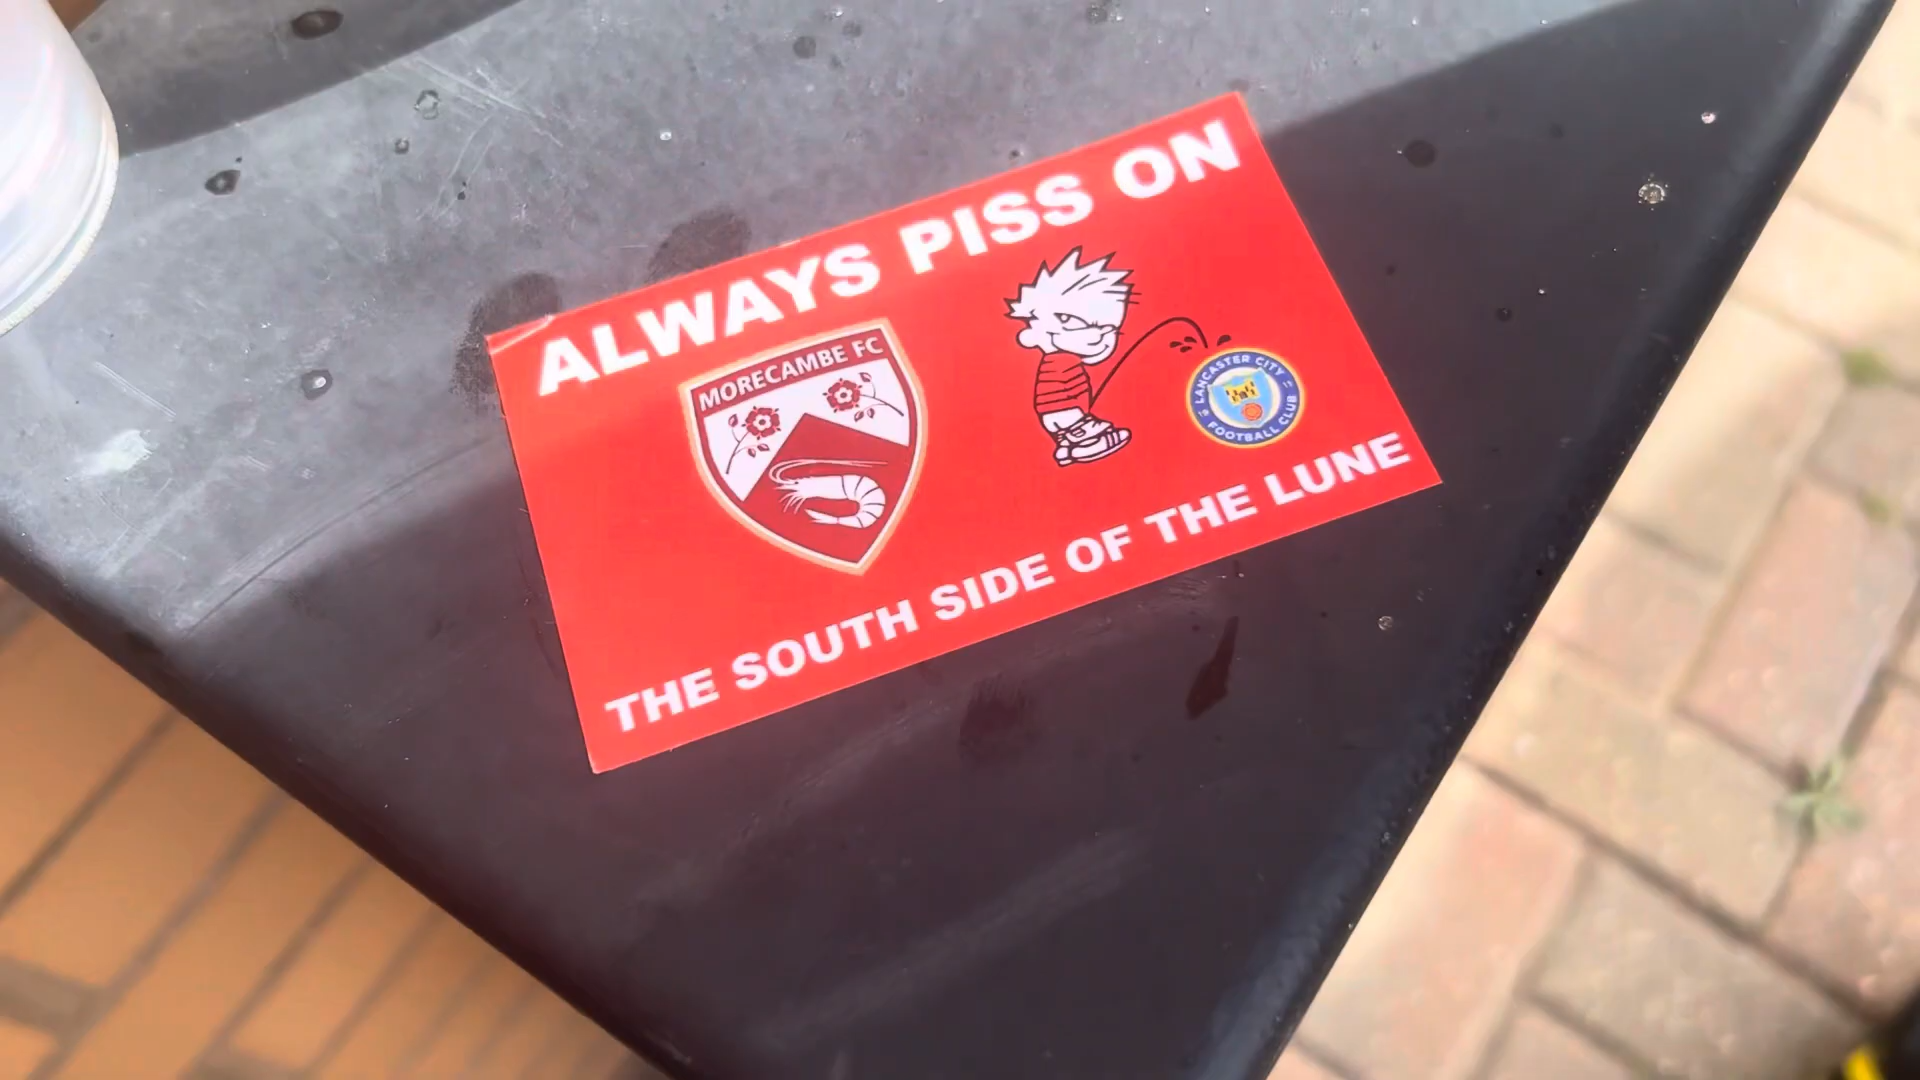 ALWAYS PISS ON
MORECAMBE FC
LANCASTER CITY
FOOTBALL CLUB
THE SOUTH SIDE OF THE LUNE